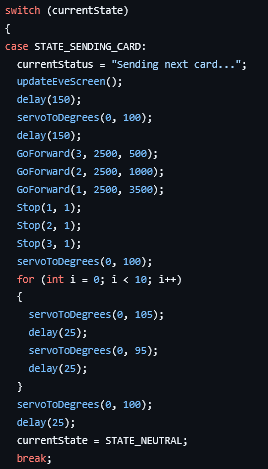 switch (currentState)
{
case STATE_SENDING_CARD:
  currentStatus = "Sending next card...";
  updateEveScreen();
  delay(150);
  servoToDegrees(0, 100);
  delay(150);
  GoForward(3, 2500, 500);
  GoForward(2, 2500, 1000);
  GoForward(1, 2500, 3500);
  Stop(1, 1);
  Stop(2, 1);
  Stop(3, 1);
  servoToDegrees(0, 100);
  for (int i = 0; i < 10; i++)
  {
    servoToDegrees(0, 105);
    delay(25);
    servoToDegrees(0, 95);
    delay(25);
  }
  servoToDegrees(0, 100);
  delay(25);
  currentState = STATE_NEUTRAL;
  break;